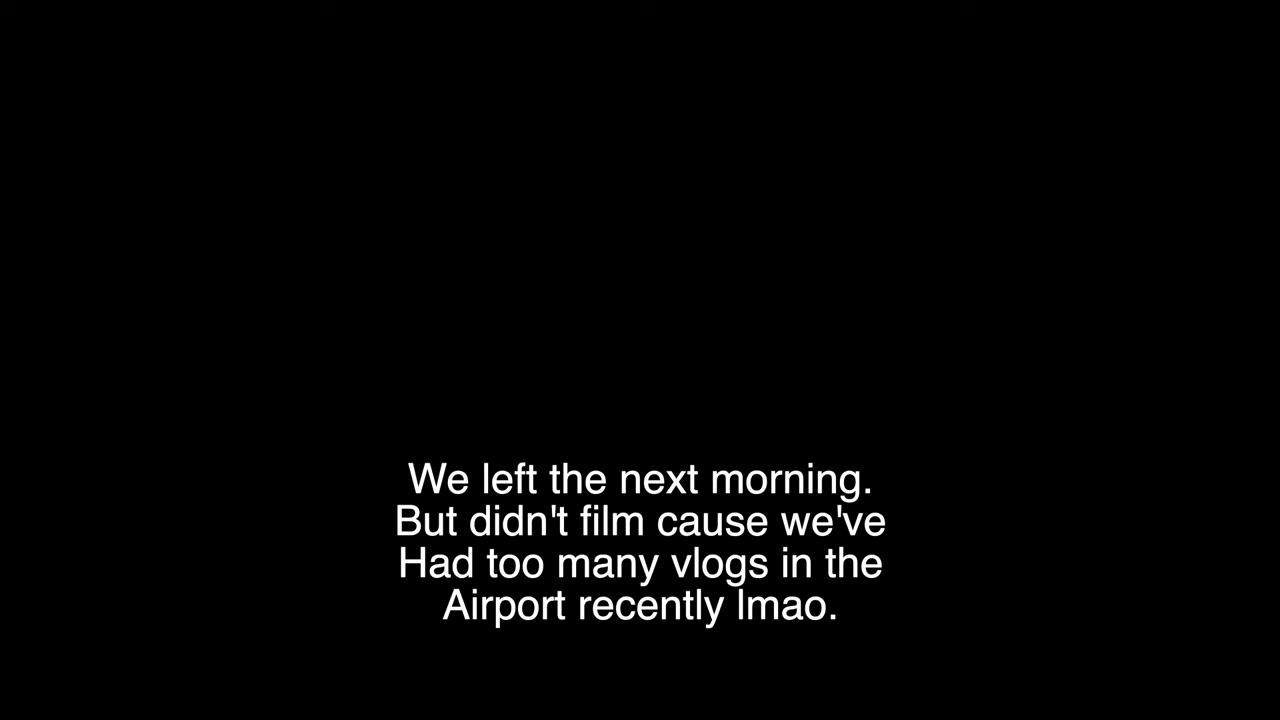 We left the next morning.
But didn't film cause we've
Had too many vlogs in the
Airport recently lmao.